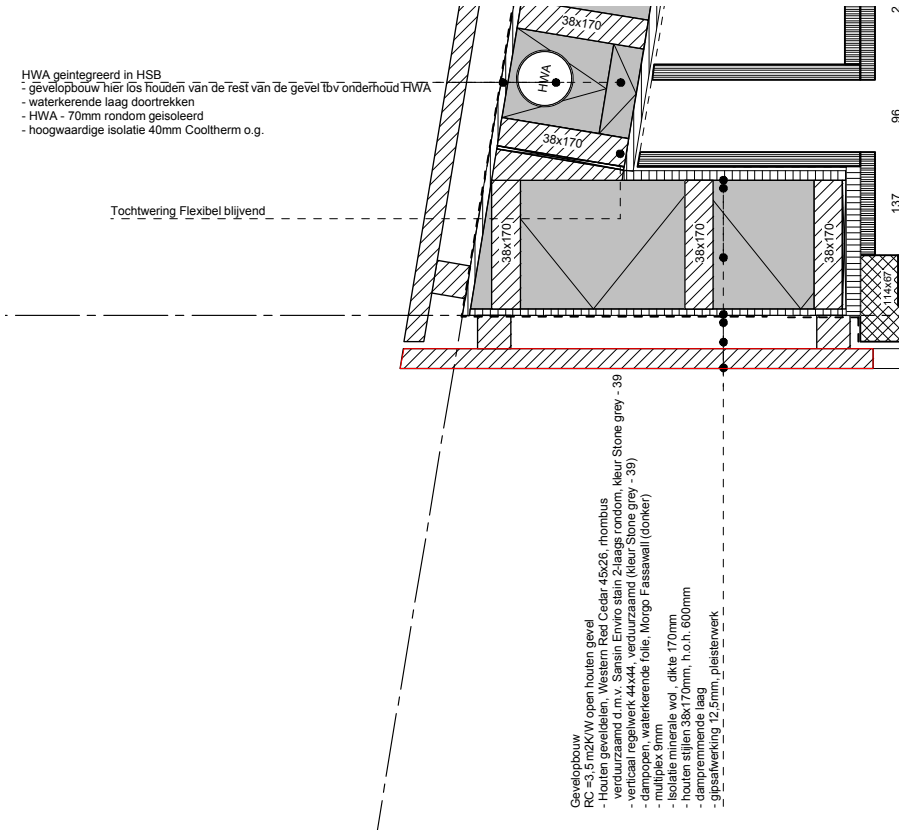 38x170
HWA geintegreerd in HSB
- gevelopbouw hier los houden van de rest van de gevel tbv onderhoud HWA
- waterkerende laag doortrekken
- HWA - 70mm rondom geisoleerd
- hoogwaardige isolatie 40mm Cooltherm o.g.
HWA
38x170
Tochtwering Flexibel blijvend
38x170
38x170
38x170
114x67
96
137
Gevelopbouw
RC =3,5 m2K/W open houten gevel
- Houten geveldelen, Western Red Cedar 45x26, rhombus
verduurzaamd d.m.v. Sansin Enviro stain 2-laags rondom, kleur Stone grey - 39
- verticaal regelwerk 44x44, verduurzaamd (kleur Stone grey - 39)
- dampopen, waterkerende folie, Morgo Fassawall (donker)
- multiplex 9mm
- Isolatie minerale wol , dikte 170mm
- houten stijlen 38x170mm, h.o.h. 600mm
- dampremmende laag
- gipsafwerking 12,5mm, pleisterwerk